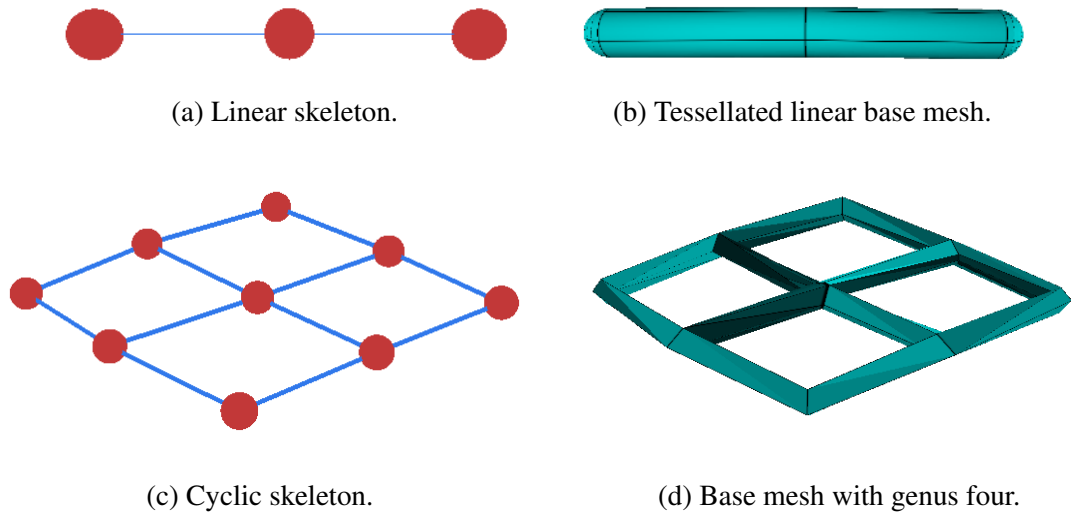 (a) Linear skeleton.
(b) Tessellated linear base mesh.
(c) Cyclic skeleton.
(d) Base mesh with genus four.